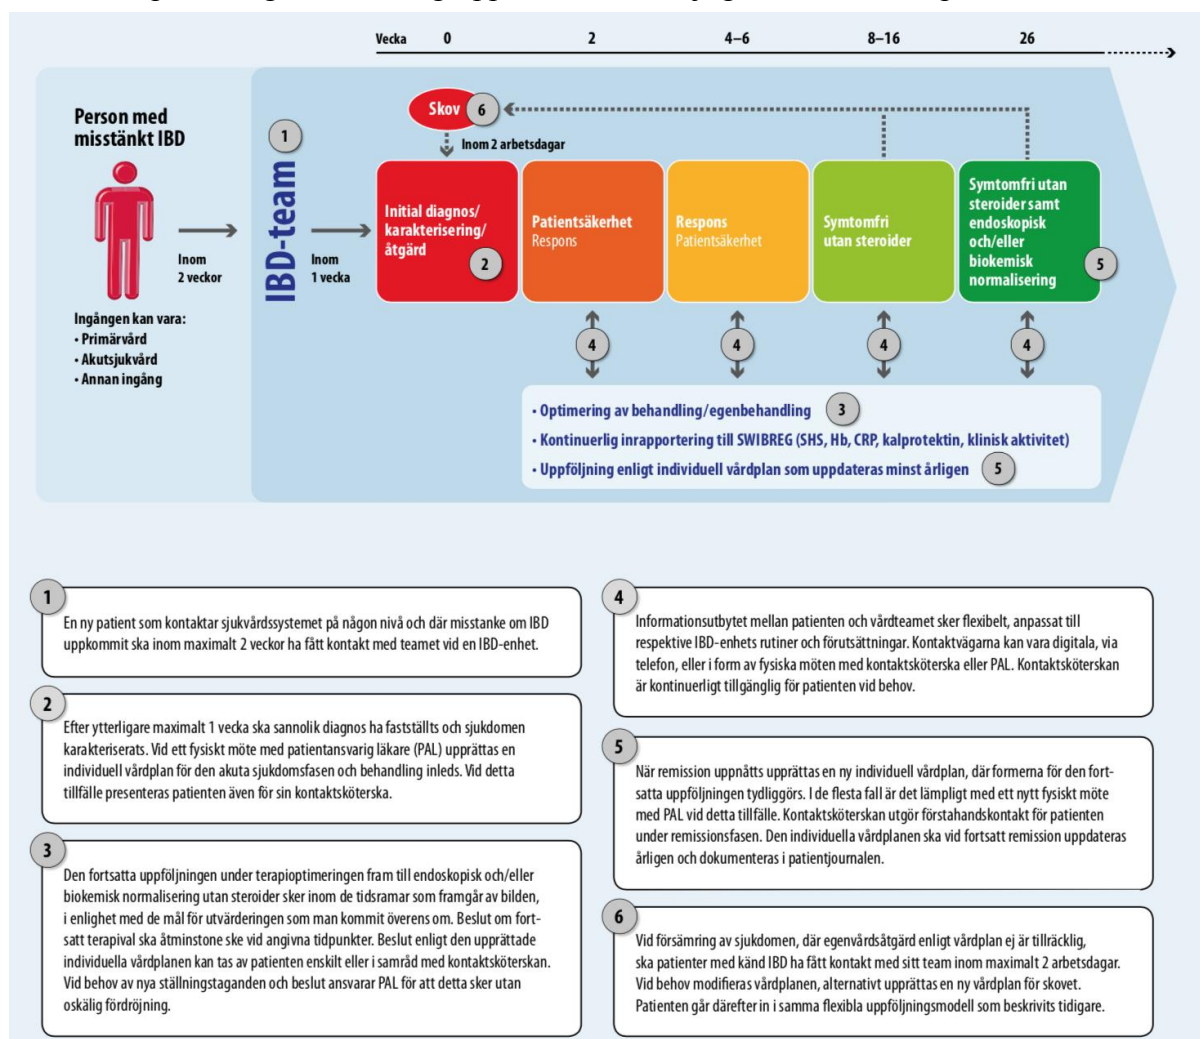 Vecka 0 2 4–6 8–16 26
Person med
misstänkt IBD
Inom
2 veckor
Ingången kan vara:
• Primärvård
• Akutsjukvård
• Annan ingång
1
IBD-team
Inom
1 vecka
Skov 6
Inom 2 arbetsdagar
Initial diagnos/
karakterisering/
åtgärd
2
Patientsäkerhet
Respons
Respons
Patientsäkerhet
Symtomfri
utan steroider
Symtomfri utan
steroider samt
endoskopisk
och/eller
biokemisk
normalisering
5
4 4 4 4
• Optimering av behandling/egenbehandling 3
• Kontinuerlig inrapportering till SWIBREG (SHS, Hb, CRP, kalprotektin, klinisk aktivitet)
• Uppföljning enligt individuell vårdplan som uppdateras minst årligen 5
1
En ny patient som kontaktar sjukvårdssystemet på någon nivå och där misstanke om IBD
uppkommit ska inom maximalt 2 veckor ha fått kontakt med teamet vid en IBD-enhet.
2
Efter ytterligare maximalt 1 vecka ska sannolik diagnos ha fastställts och sjukdomen
karakteriserats. Vid ett fysiskt möte med patientansvarig läkare (PAL) upprättas en
individuell vårdplan för den akuta sjukdomsfasen och behandling inleds. Vid detta
tillfälle presenteras patienten även för sin kontaktsköterska.
3
Den fortsatta uppföljningen under terapioptimeringen fram till endoskopisk och/eller
biokemisk normalisering utan steroider sker inom de tidsramar som framgår av bilden,
i enlighet med de mål för utvärderingen som man kommit överens om. Beslut om fort-
satt terapival ska åtminstone ske vid angivna tidpunkter. Beslut enligt den upprättade
individuella vårdplanen kan tas av patienten enskilt eller i samråd med kontaktsköterskan.
Vid behov av nya ställningstaganden och beslut ansvarar PAL för att detta sker utan
oskälig fördröjning.
4
Informationsutbytet mellan patienten och vårdteamet sker flexibelt, anpassat till
respektive IBD-enhets rutiner och förutsättningar. Kontaktvägarna kan vara digitala, via
telefon, eller i form av fysiska möten med kontaktsköterska eller PAL. Kontaktsköterskan
är kontinuerligt tillgänglig för patienten vid behov.
5
När remission uppnåtts upprättas en ny individuell vårdplan, där formerna för den fort-
satta uppföljningen tydliggörs. I de flesta fall är det lämpligt med ett nytt fysiskt möte
med PAL vid detta tillfälle. Kontaktsköterskan utgör förstahandskontakt för patienten
under remissionsfasen. Den individuella vårdplanen ska vid fortsatt remission uppdateras
årligen och dokumenteras i patientjournalen.
6
Vid försämring av sjukdomen, där egenvårdsåtgärd enligt vårdplan ej är tillräcklig,
ska patienter med känd IBD ha fått kontakt med sitt team inom maximalt 2 arbetsdagar.
Vid behov modifieras vårdplanen, alternativt upprättas en ny vårdplan för skovet.
Patienten går därefter in i samma flexibla uppföljningsmodell som beskrivits tidigare.